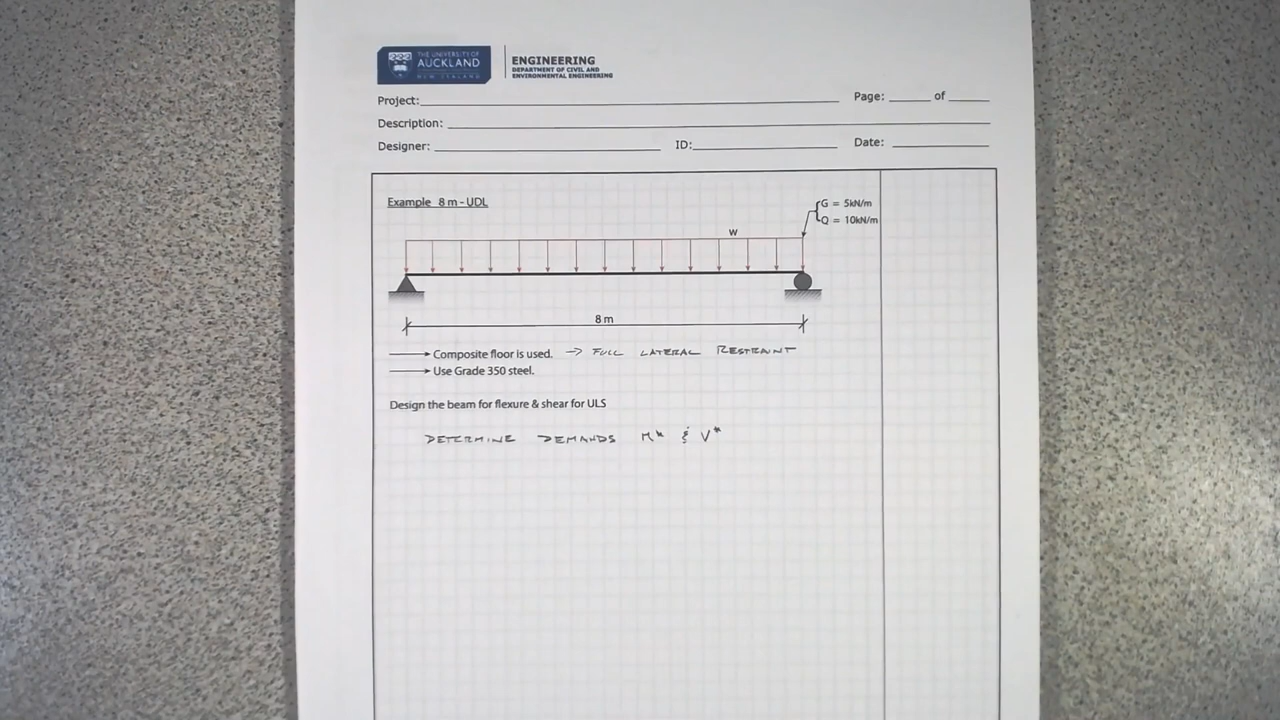 THE UNIVERSITY OF
AUCKLAND
NEW ZEALAND
ENGINEERING
DEPARTMENT OF CIVIL AND
ENVIRONMENTAL ENGINEERING
Project: Page: of
Description:
Designer: ID: Date:
Example 8 m - UDL
G = 5kN/m
Q = 10kN/m
w
8 m
Composite floor is used. → FULL LATERAL RESTRAINT
Use Grade 350 steel.
Design the beam for flexure & shear for ULS
DETERMINE DEMANDS M* & V*